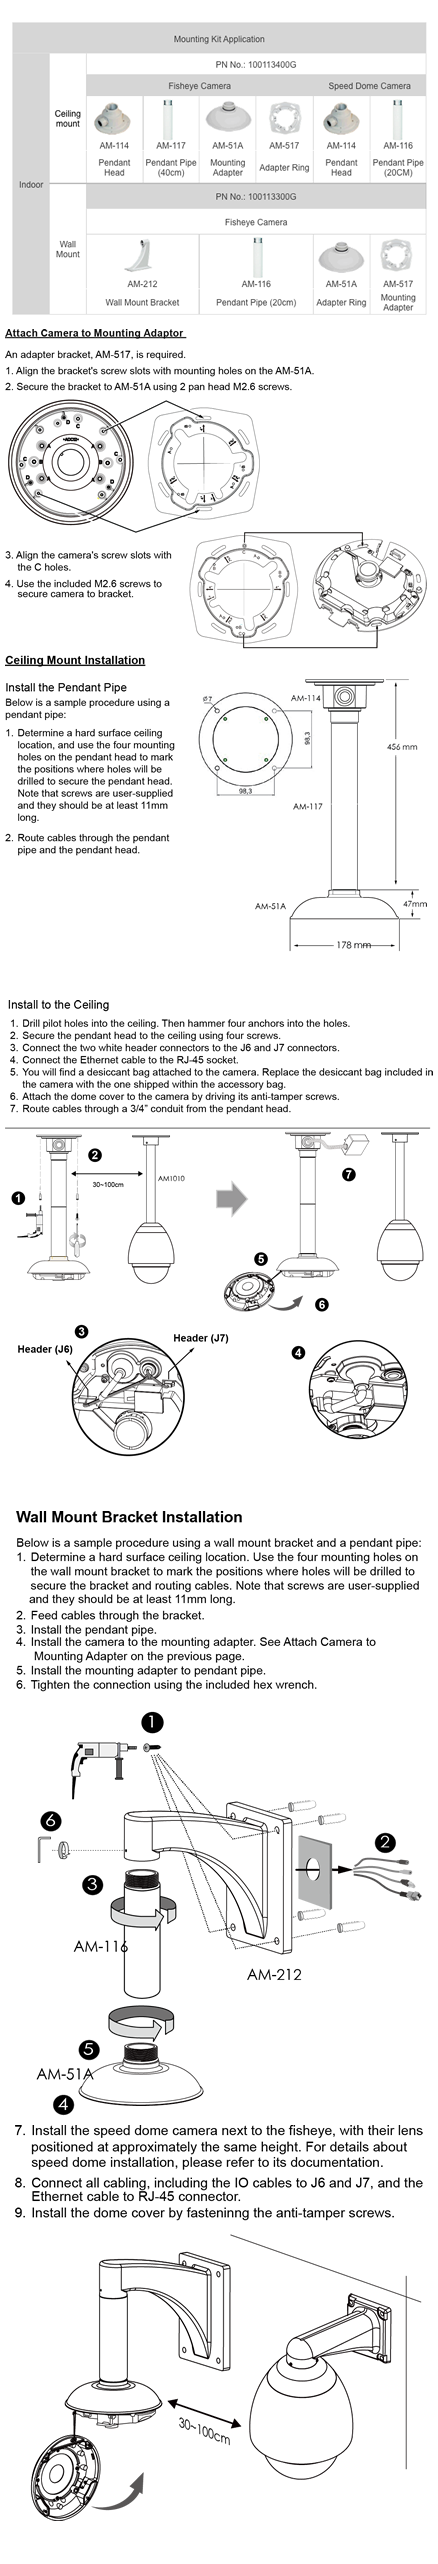 Mounting Kit Application
PN No.: 100113400G
Fisheye Camera
Speed Dome Camera
Indoor
Ceiling
mount
AM-114
AM-117
AM-51A
AM-517
AM-114
AM-116
Pendant
Head
Pendant Pipe
(40cm)
Mounting
Adapter
Adapter Ring
Pendant
Head
Pendant Pipe
(20CM)
PN No.: 100113300G
Wall
Mount
Fisheye Camera
AM-212
AM-116
AM-51A
AM-517
Wall Mount Bracket
Pendant Pipe (20cm)
Adapter Ring
Mounting
Adapter
Attach Camera to Mounting Adaptor
An adapter bracket, AM-517, is required.
1. Align the bracket's screw slots with mounting holes on the AM-51A.
2. Secure the bracket to AM-51A using 2 pan head M2.6 screws.
3. Align the camera's screw slots with
the C holes.
4. Use the included M2.6 screws to
secure camera to bracket.
Ceiling Mount Installation
Install the Pendant Pipe
Below is a sample procedure using a
pendant pipe:
1. Determine a hard surface ceiling
location, and use the four mounting
holes on the pendant head to mark
the positions where holes will be
drilled to secure the pendant head.
Note that screws are user-supplied
and they should be at least 11mm
long.
2. Route cables through the pendant
pipe and the pendant head.
Ø7
98,3
98,3
AM-114
456 mm
AM-117
AM-51A
47mm
178 mm
Install to the Ceiling
1. Drill pilot holes into the ceiling. Then hammer four anchors into the holes.
2. Secure the pendant head to the ceiling using four screws.
3. Connect the two white header connectors to the J6 and J7 connectors.
4. Connect the Ethernet cable to the RJ-45 socket.
5. You will find a desiccant bag attached to the camera. Replace the desiccant bag included in
the camera with the one shipped within the accessory bag.
6. Attach the dome cover to the camera by driving its anti-tamper screws.
7. Route cables through a 3/4" conduit from the pendant head.
1
2
30~100cm
AM1010
7
5
6
3
Header (J6)
Header (J7)
4
Wall Mount Bracket Installation
Below is a sample procedure using a wall mount bracket and a pendant pipe:
1. Determine a hard surface ceiling location. Use the four mounting holes on
the wall mount bracket to mark the positions where holes will be drilled to
secure the bracket and routing cables. Note that screws are user-supplied
and they should be at least 11mm long.
2. Feed cables through the bracket.
3. Install the pendant pipe.
4. Install the camera to the mounting adapter. See Attach Camera to
Mounting Adapter on the previous page.
5. Install the mounting adapter to pendant pipe.
6. Tighten the connection using the included hex wrench.
1
6
2
3
AM-116
AM-212
5
AM-51A
4
7. Install the speed dome camera next to the fisheye, with their lens
positioned at approximately the same height. For details about
speed dome installation, please refer to its documentation.
8. Connect all cabling, including the IO cables to J6 and J7, and the
Ethernet cable to RJ-45 connector.
9. Install the dome cover by fasteninng the anti-tamper screws.
30~100cm